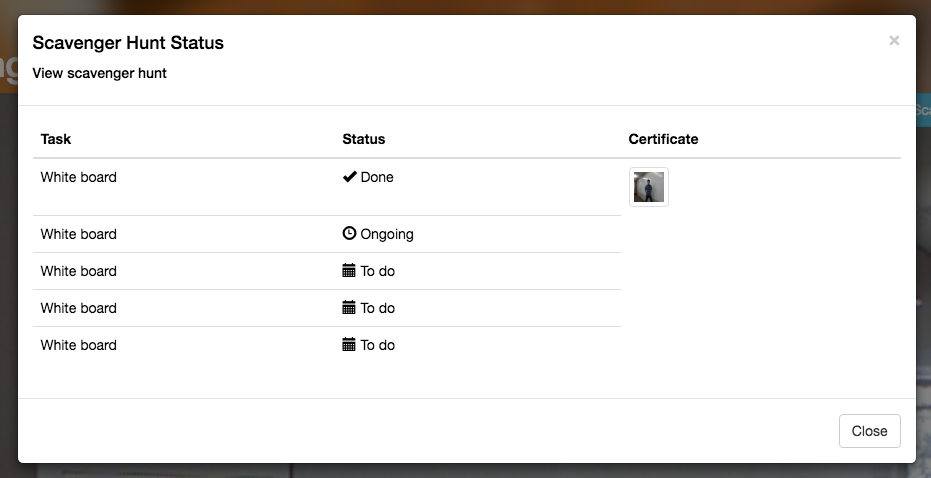 Scavenger Hunt Status ×
View scavenger hunt
Task Status Certificate
White board Done
White board Ongoing
White board To do
White board To do
White board To do
Close